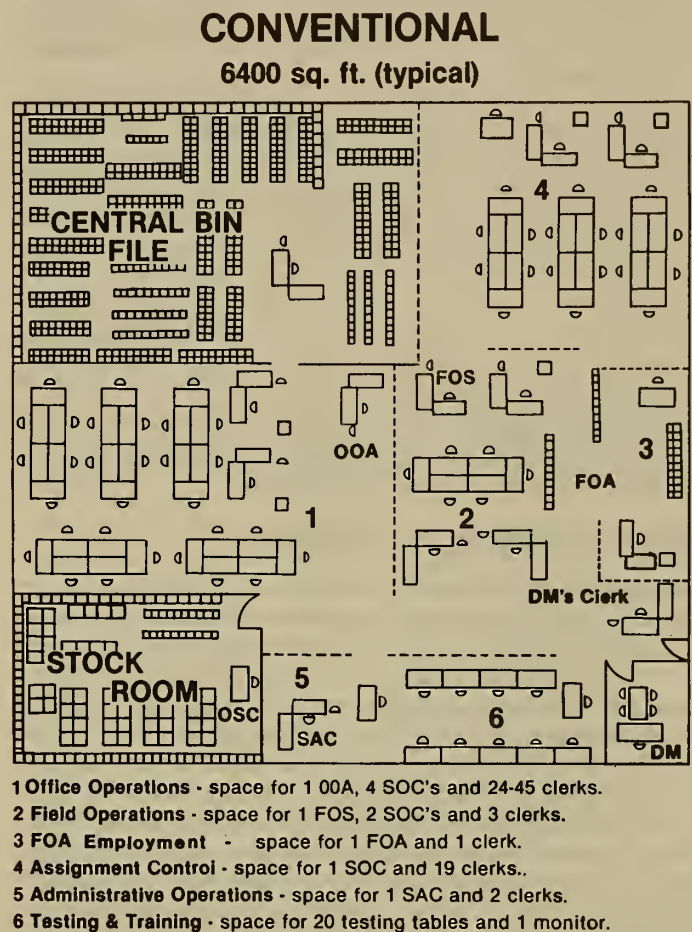 CONVENTIONAL
6400 sq. ft. (typical)
4
CENTRAL BIN
FILE
FOS
3
OOA
FOA
2
1
DM's Clerk
STOCK
ROOM
5
6
OSC
SAC
DM
1 Office Operations - space for 1 00A, 4 SOC's and 24-45 clerks.
2 Field Operations - space for 1 FOS, 2 SOC's and 3 clerks.
3 FOA Employment - space for 1 FOA and 1 clerk.
4 Assignment Control - space for 1 SOC and 19 clerks..
5 Administrative Operations - space for 1 SAC and 2 clerks.
6 Testing & Training - space for 20 testing tables and 1 monitor.